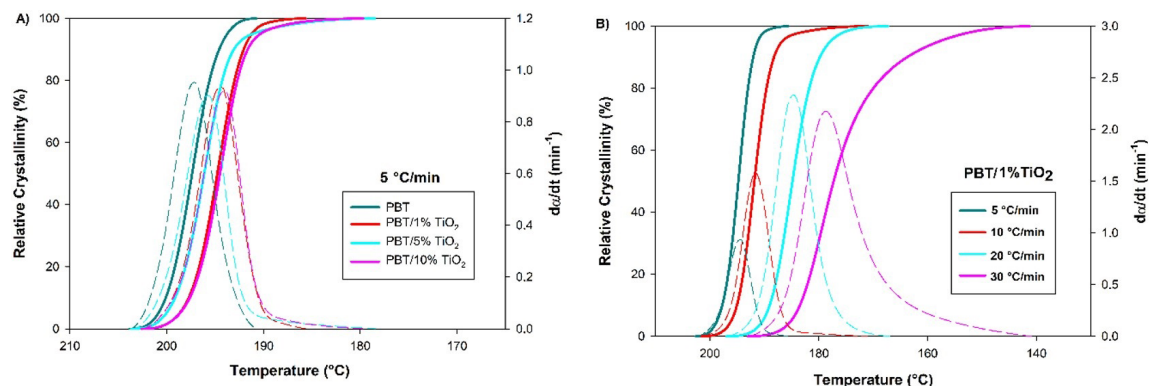 A)
100
80
60
40
20
0
Relative Crystallinity (%)
1.2
1.0
0.8
0.6
0.4
0.2
0.0
dα/dt (min⁻¹)
5 °C/min
PBT
PBT/1% TiO₂
PBT/5% TiO₂
PBT/10% TiO₂
210 200 190 180 170
Temperature (°C)
B)
100
80
60
40
20
0
Relative Crystallinity (%)
3.0
2.5
2.0
1.5
1.0
0.5
0.0
dα/dt (min⁻¹)
PBT/1%TiO₂
5 °C/min
10 °C/min
20 °C/min
30 °C/min
200 180 160 140
Temperature (°C)